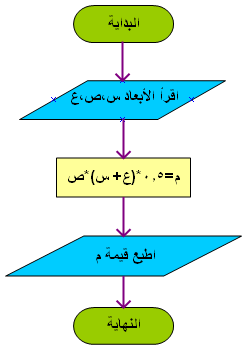 البداية
اقرأ الأبعاد س،ص،ع
م=٠.٥*(ع+ س)*ص
اطبع قيمة م
النهاية